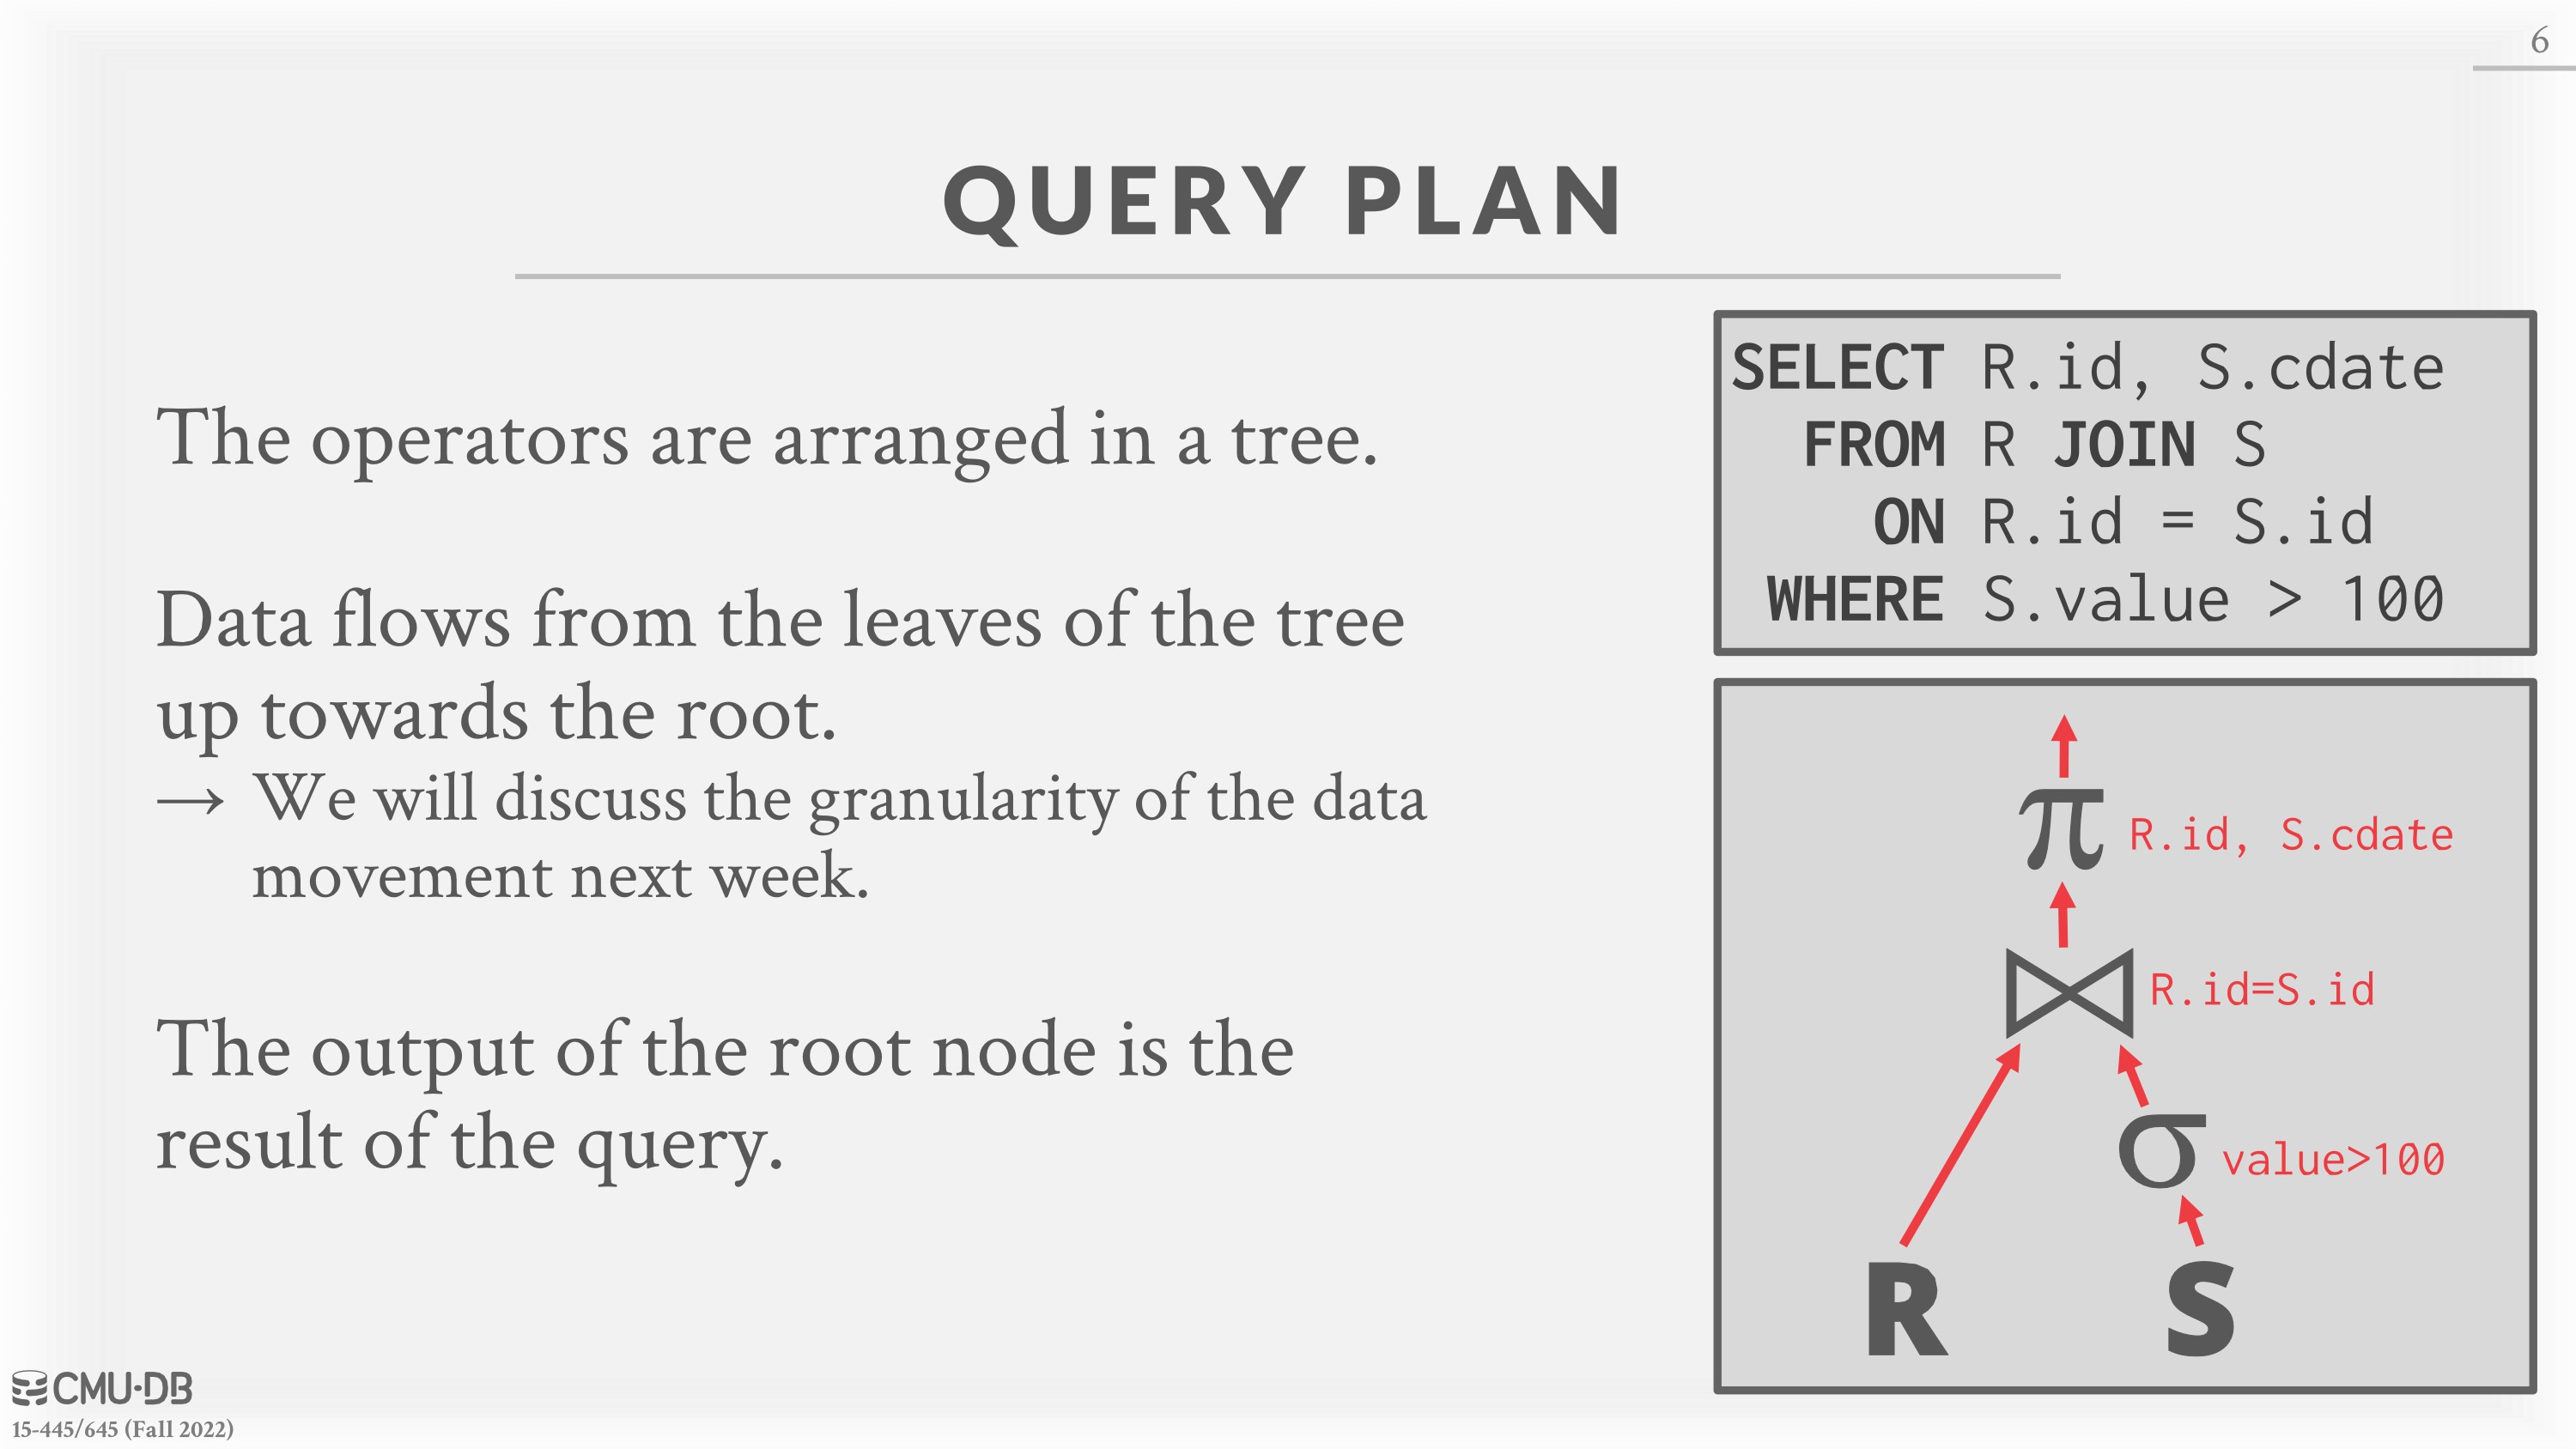 6
QUERY PLAN
The operators are arranged in a tree.
Data flows from the leaves of the tree
up towards the root.
→ We will discuss the granularity of the data
movement next week.
The output of the root node is the
result of the query.
SELECT R.id, S.cdate
FROM R JOIN S
ON R.id = S.id
WHERE S.value > 100
π R.id, S.cdate
⋈ R.id=S.id
σ value>100
R S
CMU·DB
15-445/645 (Fall 2022)